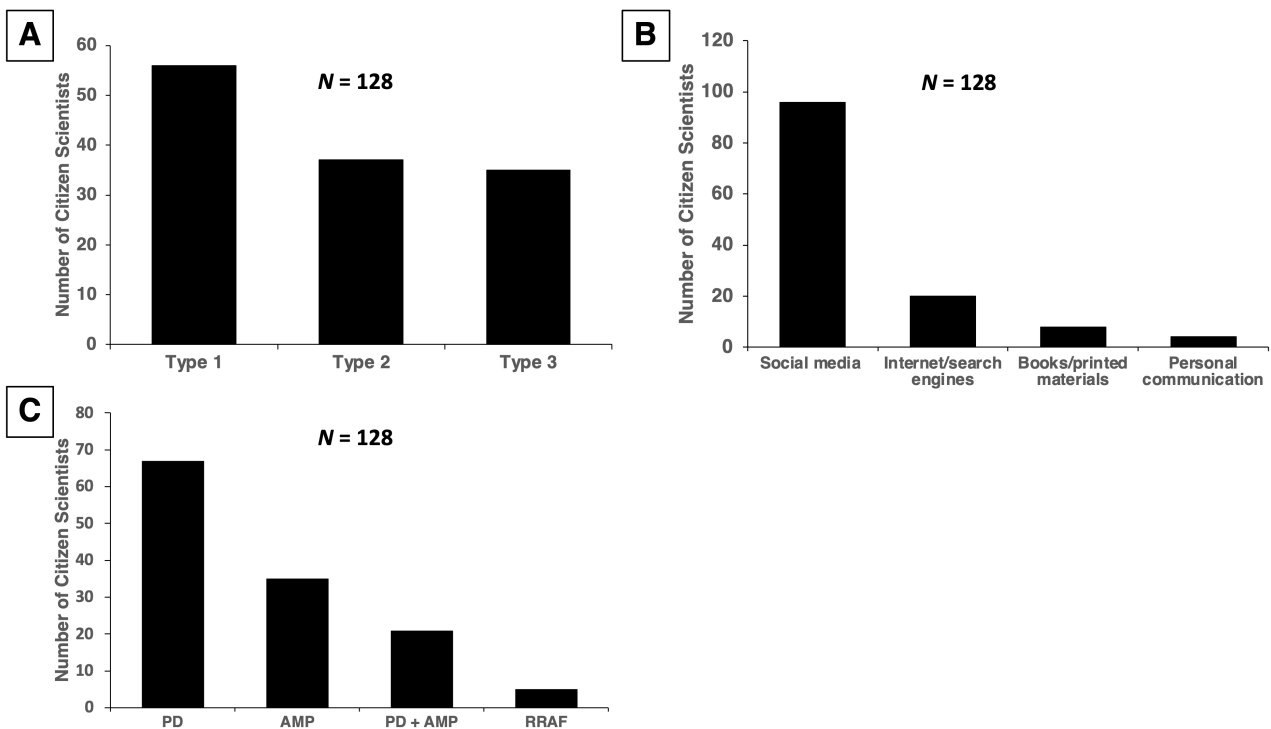 A
Number of Citizen Scientists
60
50
40
30
20
10
0
N = 128
Type 1
Type 2
Type 3
B
Number of Citizen Scientists
120
100
80
60
40
20
0
N = 128
Social media
Internet/search
engines
Books/printed
materials
Personal
communication
C
Number of Citizen Scientists
80
70
60
50
40
30
20
10
0
N = 128
PD
AMP
PD + AMP
RRAF